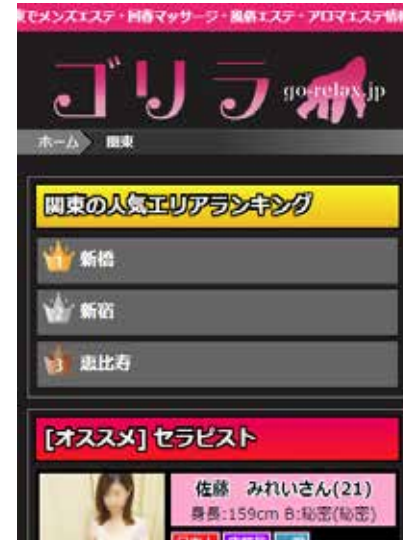 東でメンズエステ・回春マッサージ・風俗エステ・アロマエステ情報
ゴリラ
go-relax.jp
ホーム 関東
関東の人気エリアランキング
1 新橋
2 新宿
3 恵比寿
[オススメ] セラピスト
佐藤 みれいさん(21)
身長:159cm B:秘密(秘密)